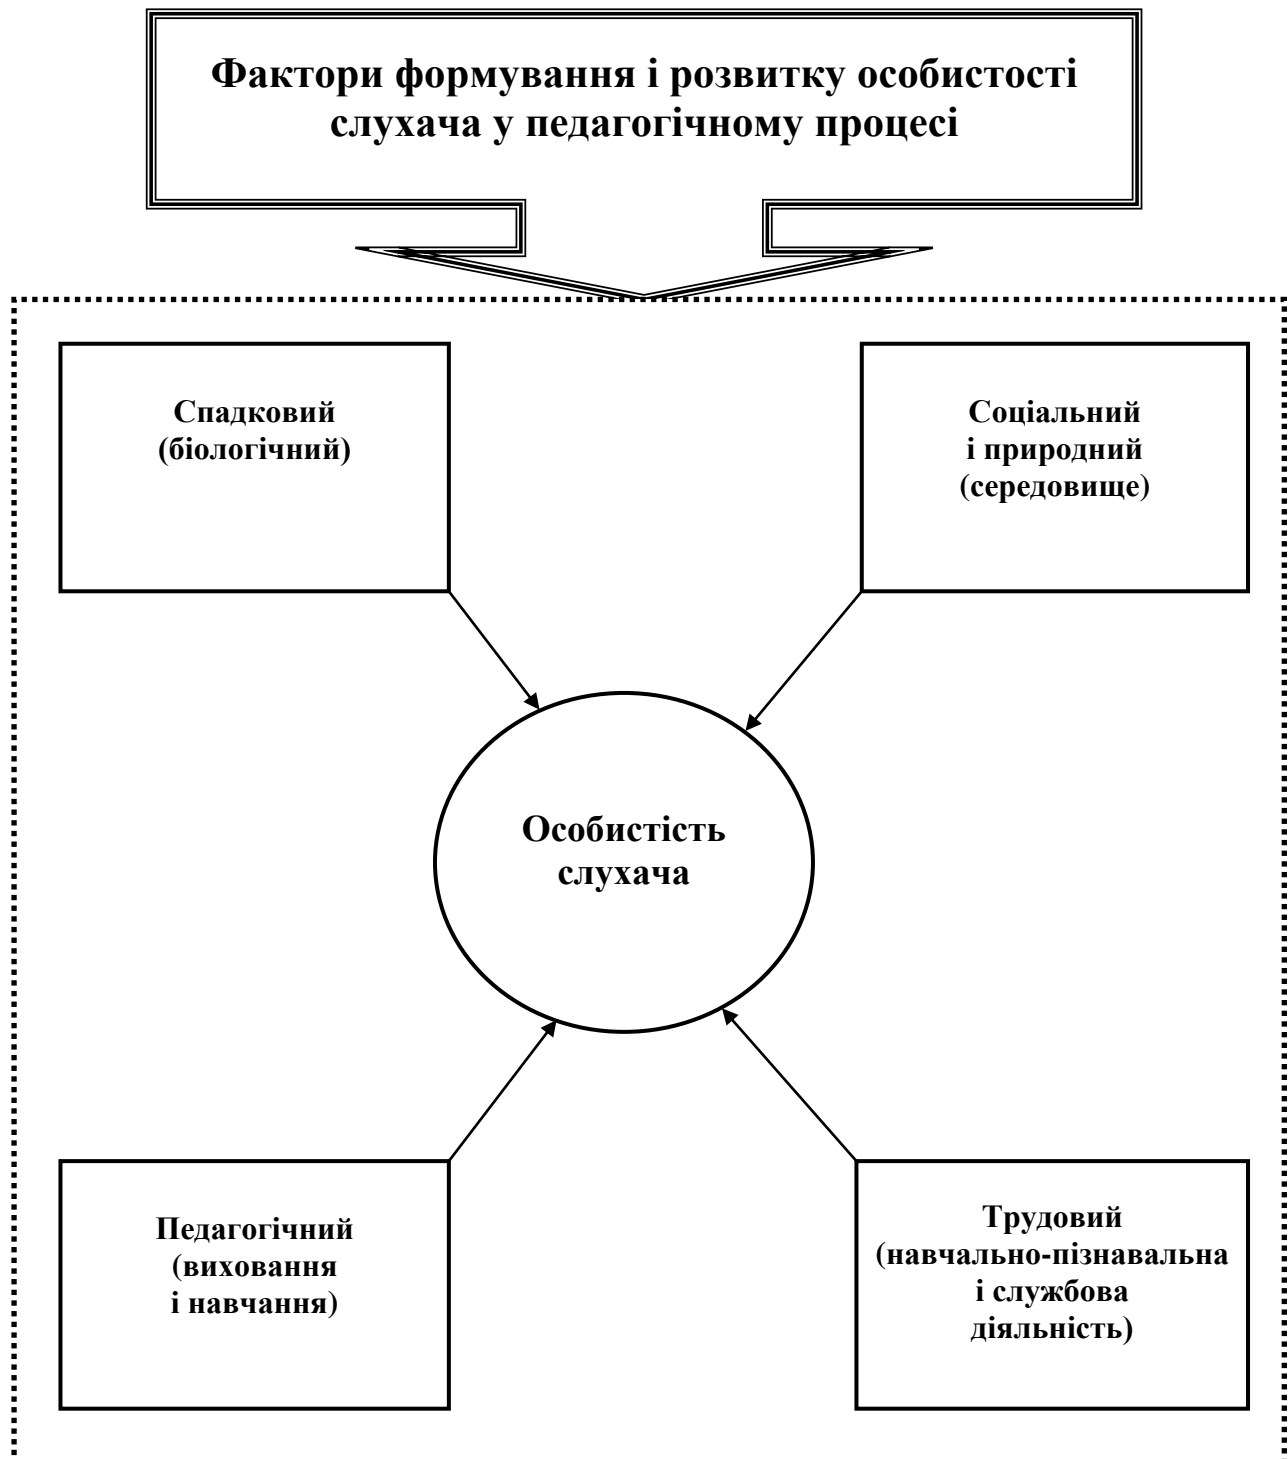 Фактори формування і розвитку особистості
слухача у педагогічному процесі
Спадковий
(біологічний)
Соціальний
і природний
(середовище)
Особистість
слухача
Педагогічний
(виховання
і навчання)
Трудовий
(навчально-пізнавальна
і службова
діяльність)